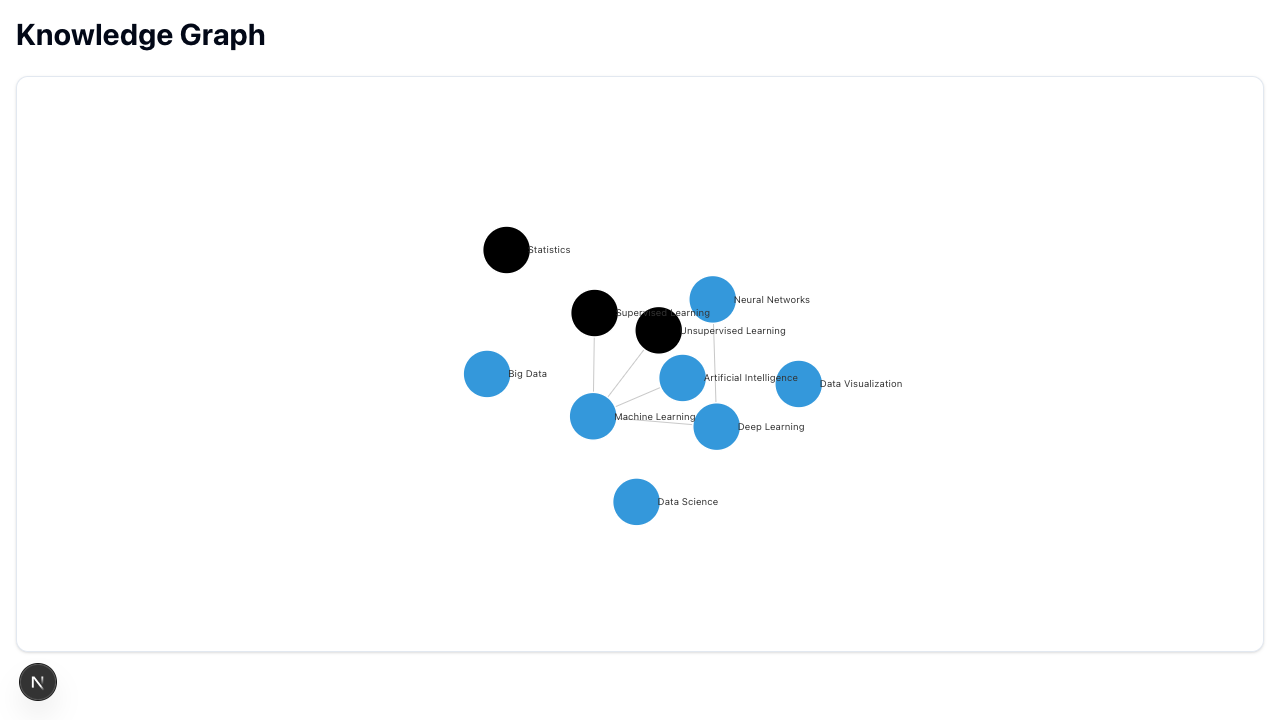 Knowledge Graph
Statistics
Neural Networks
Supervised Learning
Unsupervised Learning
Big Data
Artificial Intelligence
Data Visualization
Machine Learning
Deep Learning
Data Science
N